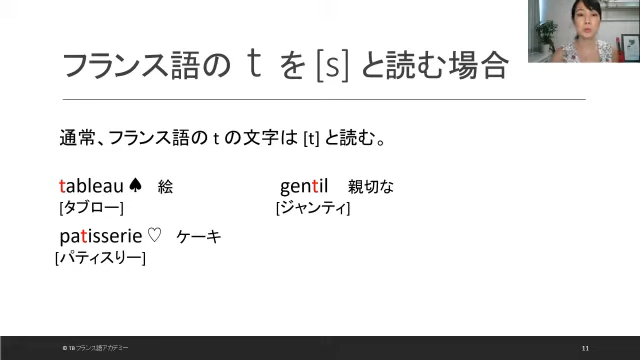 フランス語の t を [s] と読む場合
通常、フランス語の t の文字は [t] と読む。
tableau ♠ 絵
[タブロー]
gentil 親切な
[ジャンティ]
patisserie ♡ ケーキ
[パティスりー]
© TB フランス語アカデミー
11